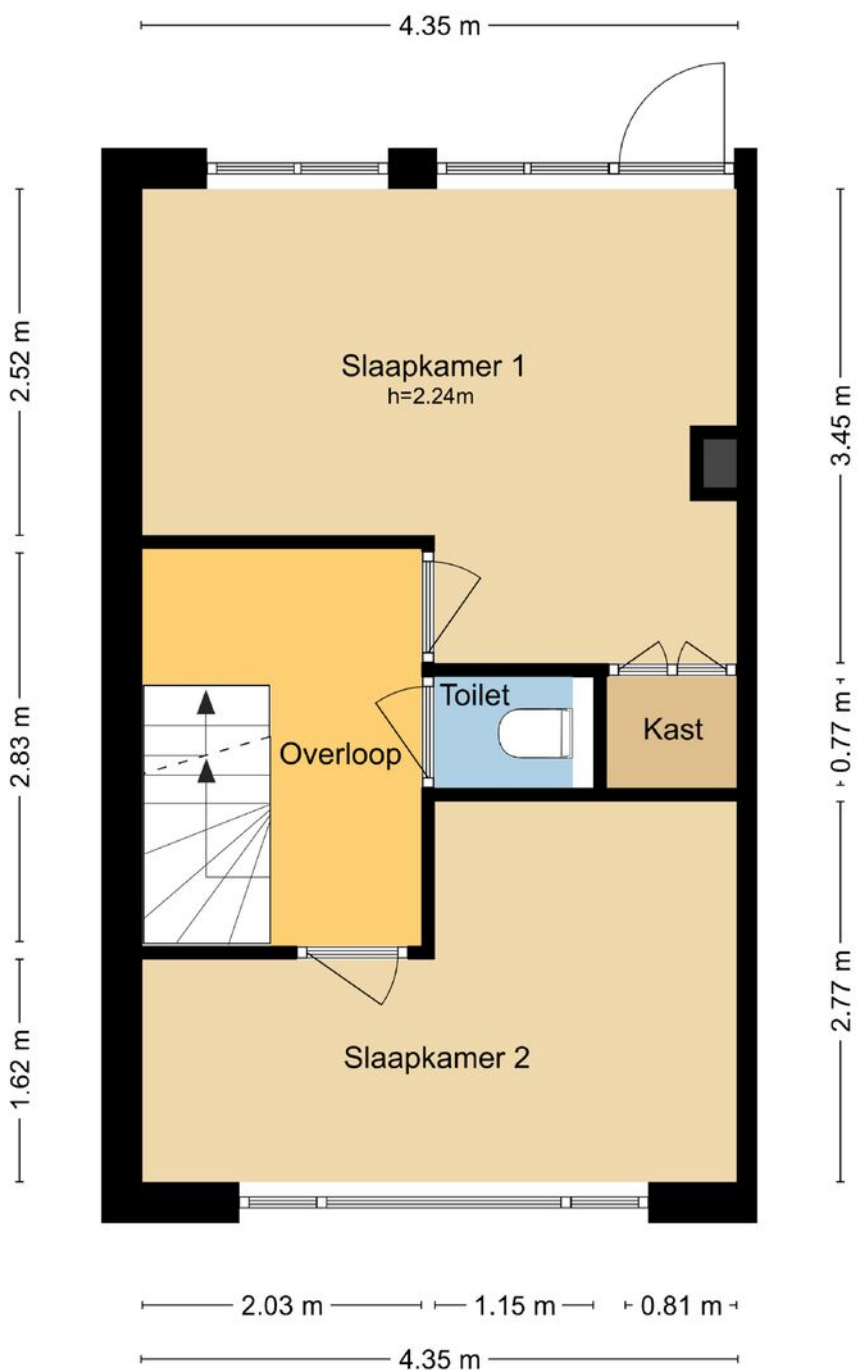 4.35 m
2.52 m
Slaapkamer 1
h=2.24m
3.45 m
Toilet
Kast
0.77 m
Overloop
2.83 m
2.77 m
Slaapkamer 2
1.62 m
2.03 m
1.15 m
0.81 m
4.35 m